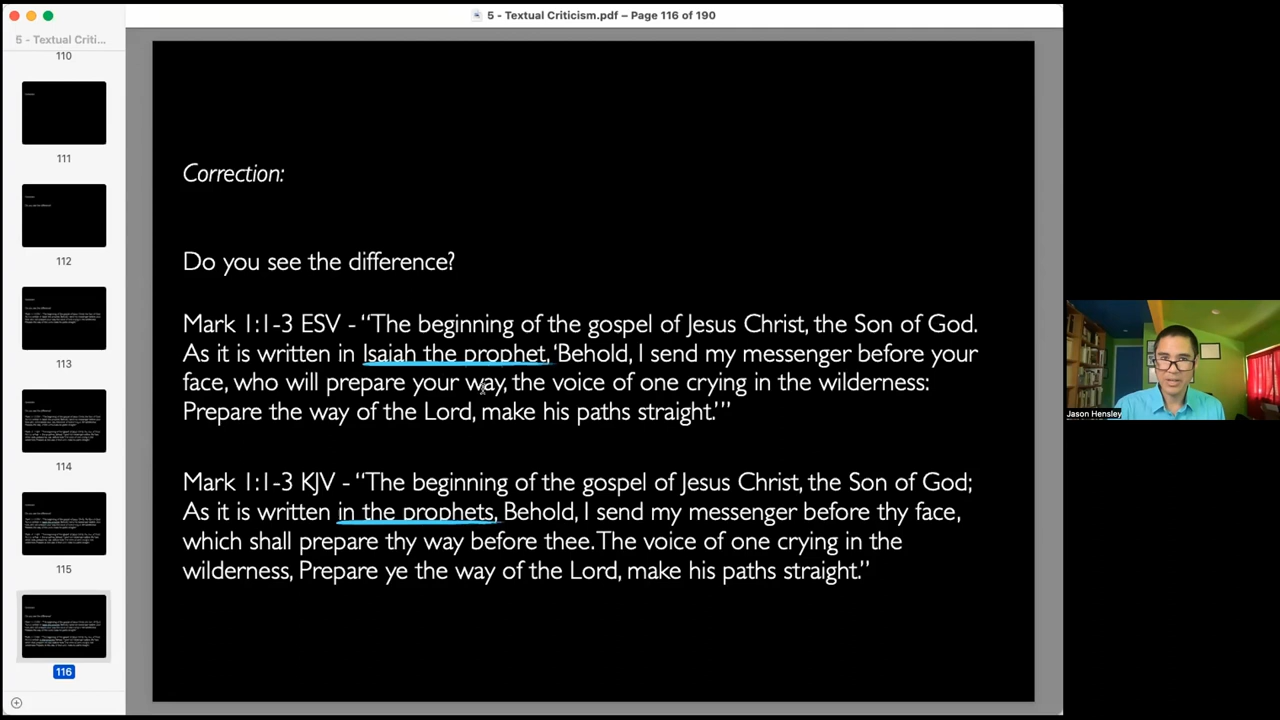 5 - Textual Criticism.pdf – Page 116 of 190
5 - Textual Criti...
110
111
112
113
114
115
116
Correction:
Do you see the difference?
Mark 1:1-3 ESV - “The beginning of the gospel of Jesus Christ, the Son of God.
As it is written in Isaiah the prophet, ‘Behold, I send my messenger before your
face, who will prepare your way, the voice of one crying in the wilderness:
Prepare the way of the Lord, make his paths straight.’”
Mark 1:1-3 KJV - “The beginning of the gospel of Jesus Christ, the Son of God;
As it is written in the prophets, Behold, I send my messenger before thy face,
which shall prepare thy way before thee. The voice of one crying in the
wilderness, Prepare ye the way of the Lord, make his paths straight.”
Jason Hensley